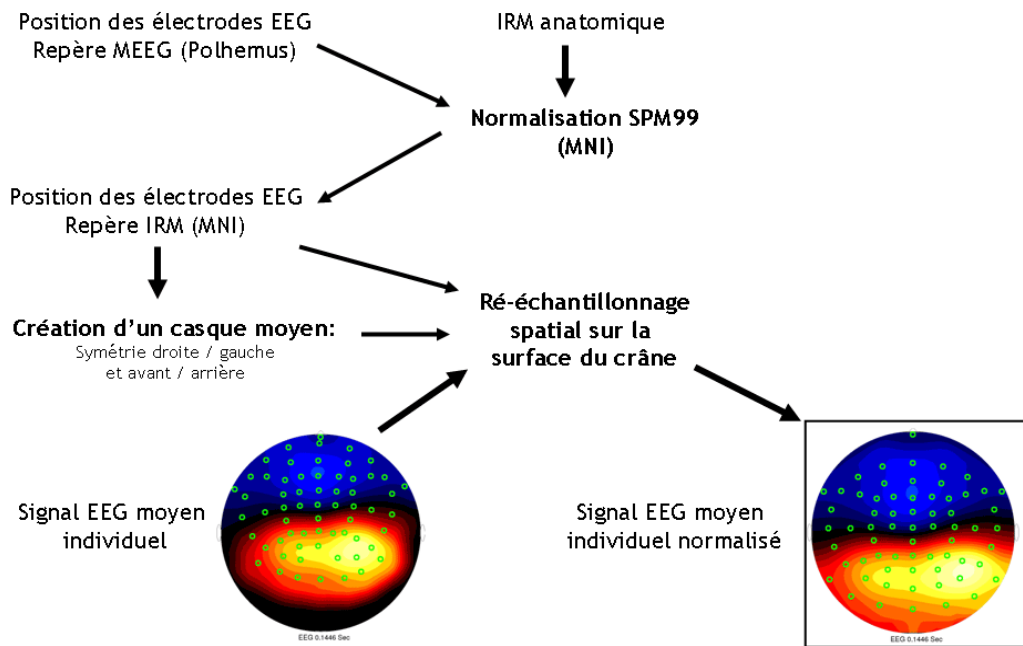 Position des électrodes EEG
Repère MEEG (Polhemus)
IRM anatomique
Normalisation SPM99
(MNI)
Position des électrodes EEG
Repère IRM (MNI)
Création d'un casque moyen:
Symétrie droite / gauche
et avant / arrière
Ré-échantillonnage
spatial sur la
surface du crâne
Signal EEG moyen
individuel
EEG 0.1446 Sec
Signal EEG moyen
individuel normalisé
EEG 0.1446 Sec